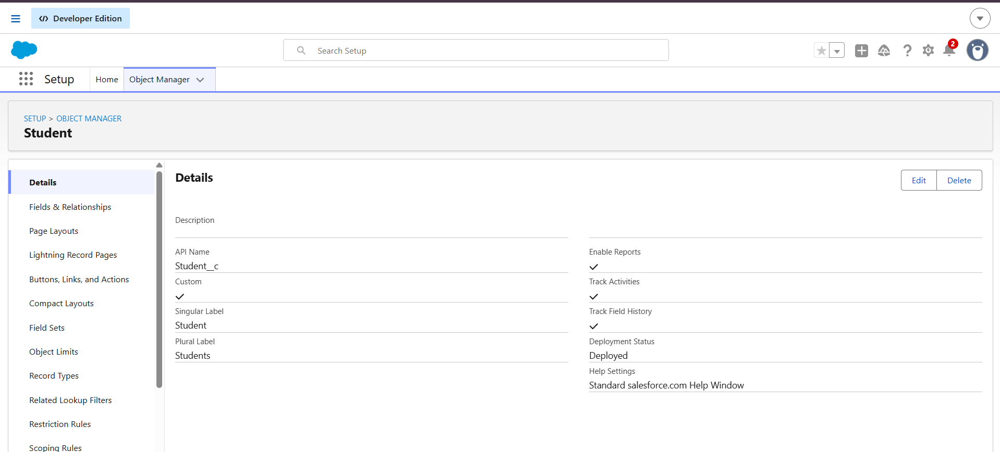 Developer Edition
Search Setup
2
Setup
Home
Object Manager
SETUP > OBJECT MANAGER
Student
Details
Fields & Relationships
Page Layouts
Lightning Record Pages
Buttons, Links, and Actions
Compact Layouts
Field Sets
Object Limits
Record Types
Related Lookup Filters
Restriction Rules
Scoping Rules
Details
Edit
Delete
Description
API Name
Student__c
Custom
Singular Label
Student
Plural Label
Students
Enable Reports
Track Activities
Track Field History
Deployment Status
Deployed
Help Settings
Standard salesforce.com Help Window